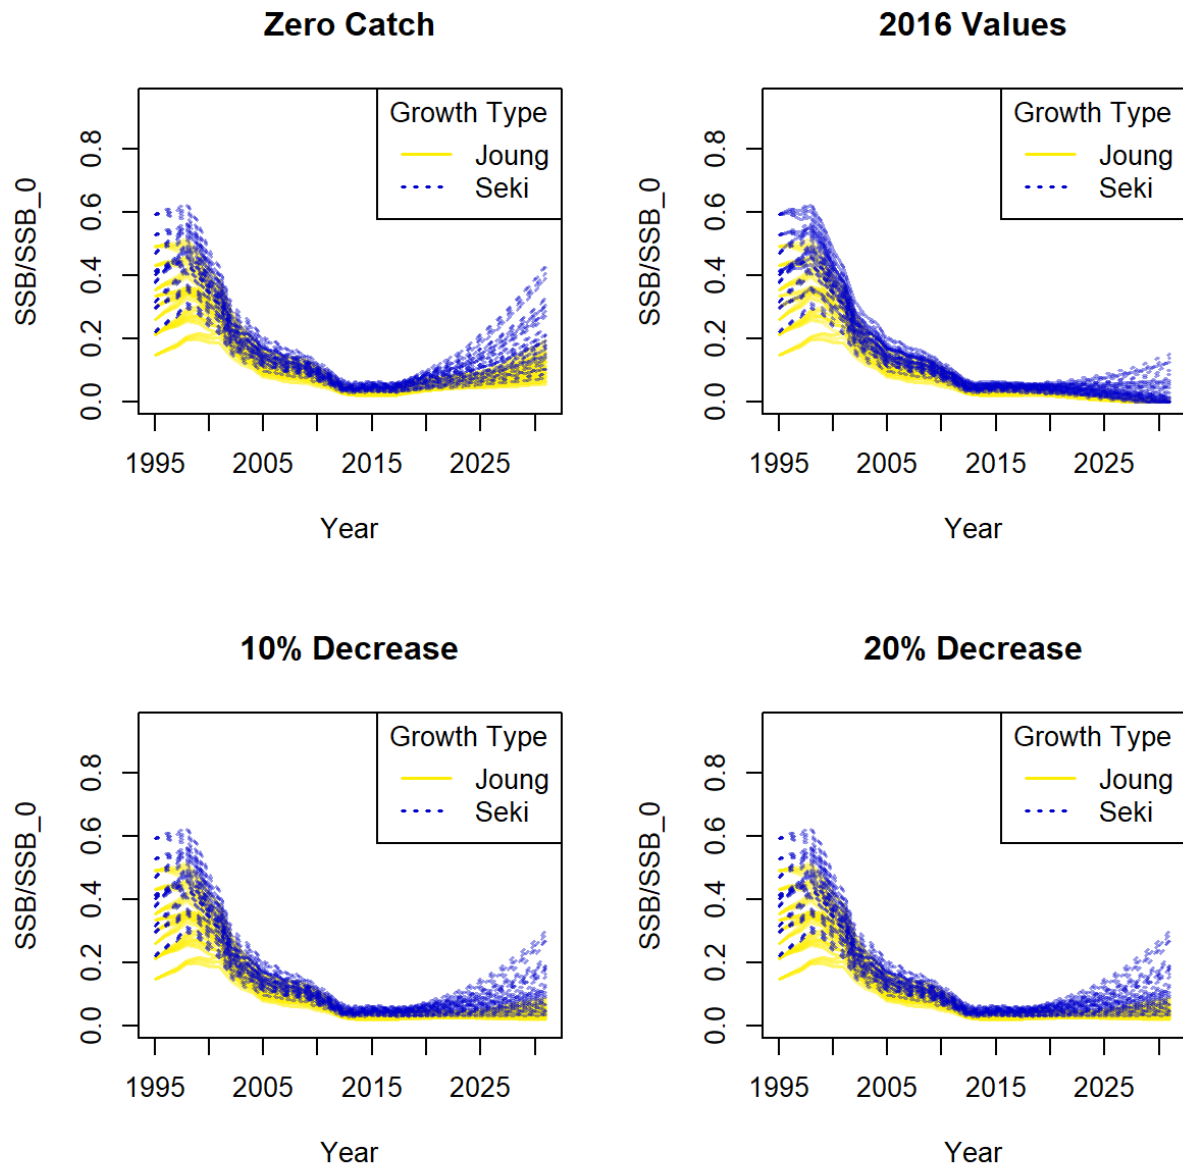 Zero Catch
SSB/SSB_0
0.0 0.2 0.4 0.6 0.8
Growth Type
Joung
Seki
1995 2005 2015 2025
Year
2016 Values
SSB/SSB_0
0.0 0.2 0.4 0.6 0.8
Growth Type
Joung
Seki
1995 2005 2015 2025
Year
10% Decrease
SSB/SSB_0
0.0 0.2 0.4 0.6 0.8
Growth Type
Joung
Seki
1995 2005 2015 2025
Year
20% Decrease
SSB/SSB_0
0.0 0.2 0.4 0.6 0.8
Growth Type
Joung
Seki
1995 2005 2015 2025
Year